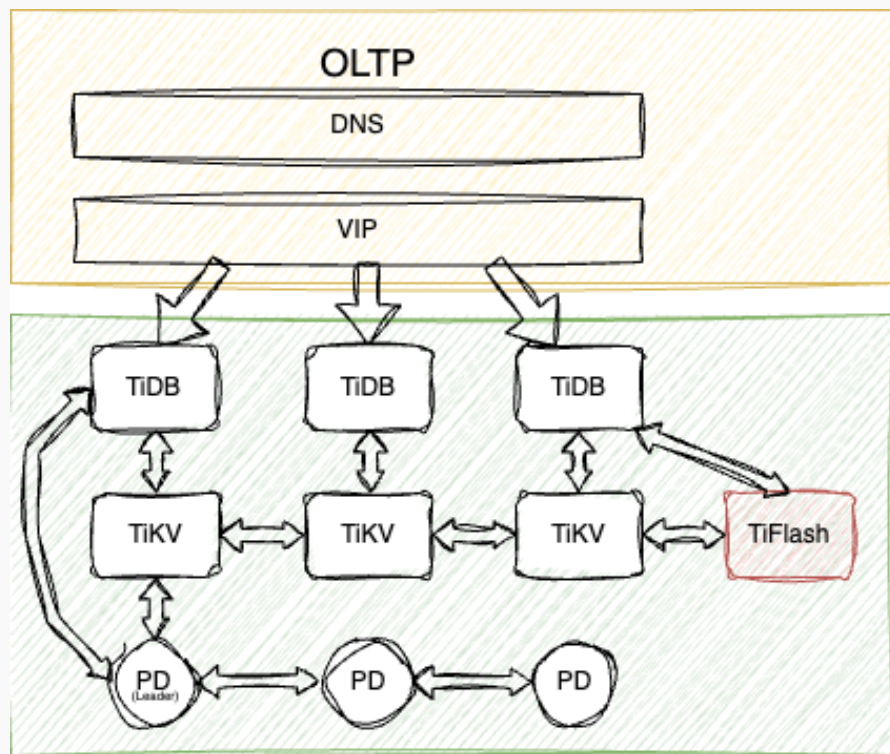 OLTP
DNS
VIP
TiDB
TiDB
TiDB
TiKV
TiKV
TiKV
TiFlash
PD
(Leader)
PD
PD